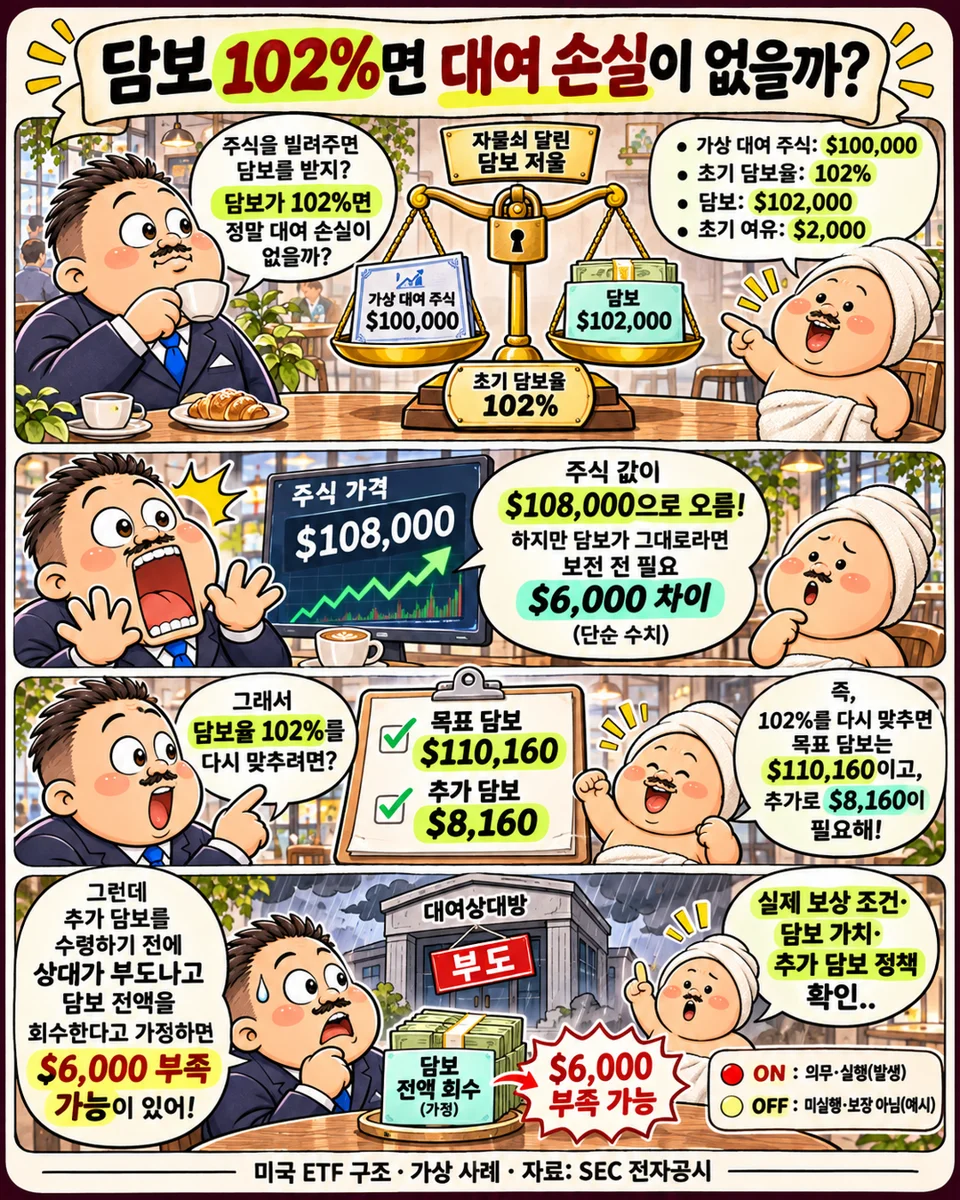 담보 102%면 대여 손실이 없을까?
주식을 빌려주면
담보를 받지?
담보가 102%면
정말 대여 손실이
없을까?
자물쇠 달린
담보 저울
가상 대여 주식
$100,000
담보
$102,000
초기 담보율
102%
• 가상 대여 주식: $100,000
• 초기 담보율: 102%
• 담보: $102,000
• 초기 여유: $2,000
주식 가격
$108,000
주식 값이
$108,000으로 오름!
하지만 담보가 그대로라면
보전 전 필요
$6,000 차이
(단순 수치)
그래서
담보율 102%를
다시 맞추려면?
목표 담보
$110,160
추가 담보
$8,160
즉,
102%를 다시 맞추면
목표 담보는
$110,160이고,
추가로 $8,160이
필요해!
그런데
추가 담보를
수령하기 전에
상대가 부도나고
담보 전액을
회수한다고 가정하면
$6,000 부족
가능이 있어!
대여상대방
부도
담보
전액 회수
(가정)
$6,000
부족 가능
실제 보상 조건·
담보 가치·
추가 담보 정책
확인..
ON : 의무·실행(발생)
OFF : 미실행·보장 아님(예시)
미국 ETF 구조 · 가상 사례 · 자료: SEC 전자공시